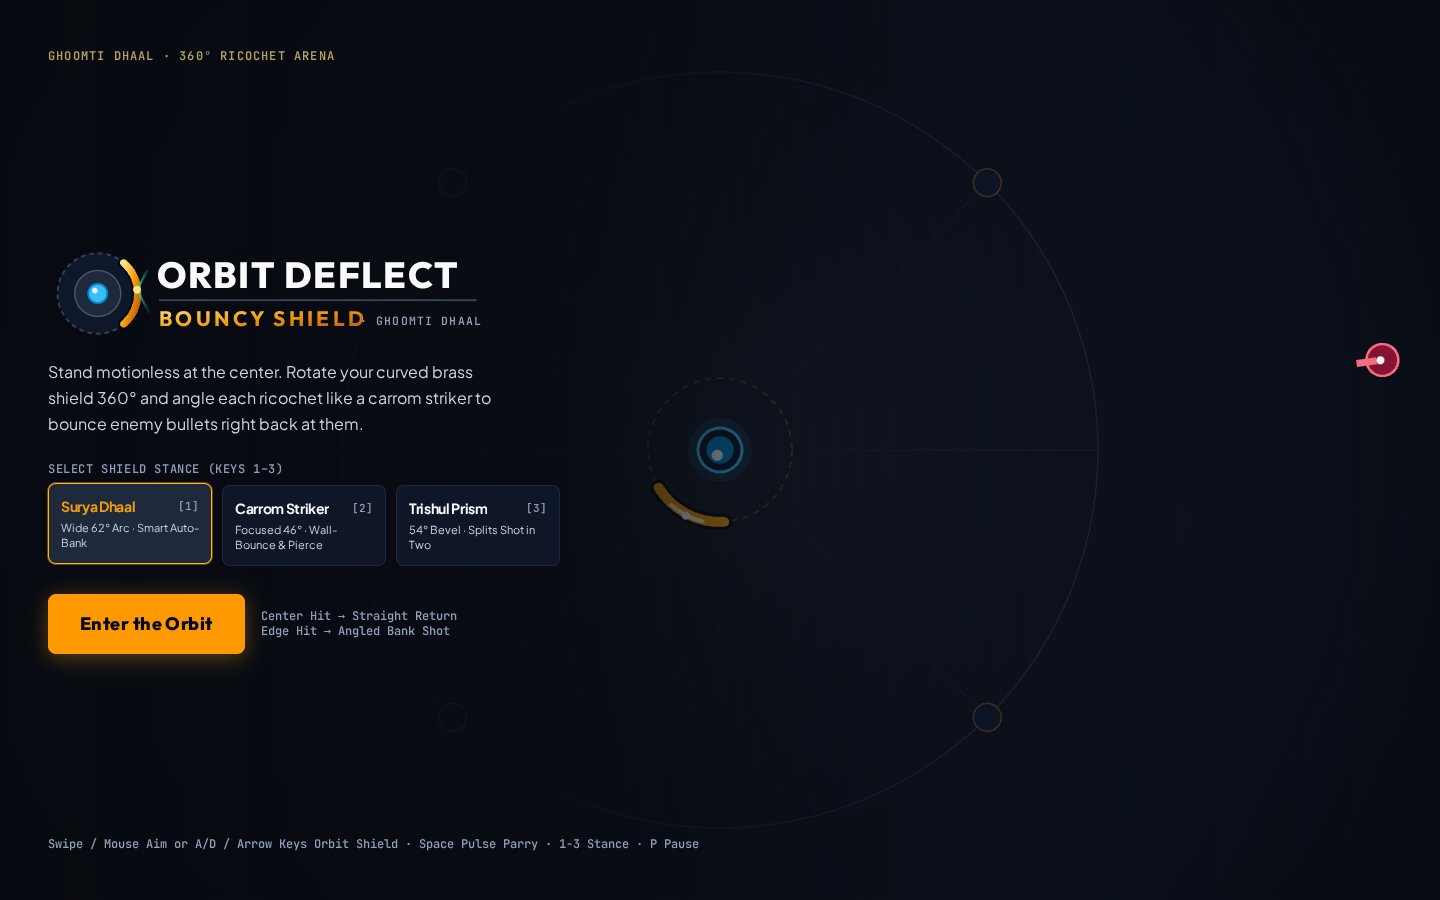 GHOOMTI DHAAL · 360° RICOCHET ARENA
ORBIT DEFLECT
BOUNCY SHIELD · GHOOMTI DHAAL
Stand motionless at the center. Rotate your curved brass
shield 360° and angle each ricochet like a carrom striker to
bounce enemy bullets right back at them.
SELECT SHIELD STANCE (KEYS 1–3)
Surya Dhaal [1]
Wide 62° Arc · Smart Auto-
Bank
Carrom Striker [2]
Focused 46° · Wall-
Bounce & Pierce
Trishul Prism [3]
54° Bevel · Splits Shot in
Two
Enter the Orbit
Center Hit → Straight Return
Edge Hit → Angled Bank Shot
Swipe / Mouse Aim or A/D / Arrow Keys Orbit Shield · Space Pulse Parry · 1-3 Stance · P Pause